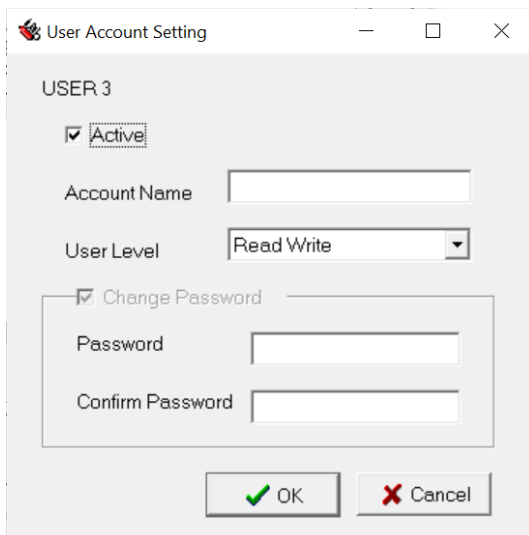 User Account Setting
USER 3
Active
Account Name
User Level
Read Write
Change Password
Password
Confirm Password
OK
Cancel